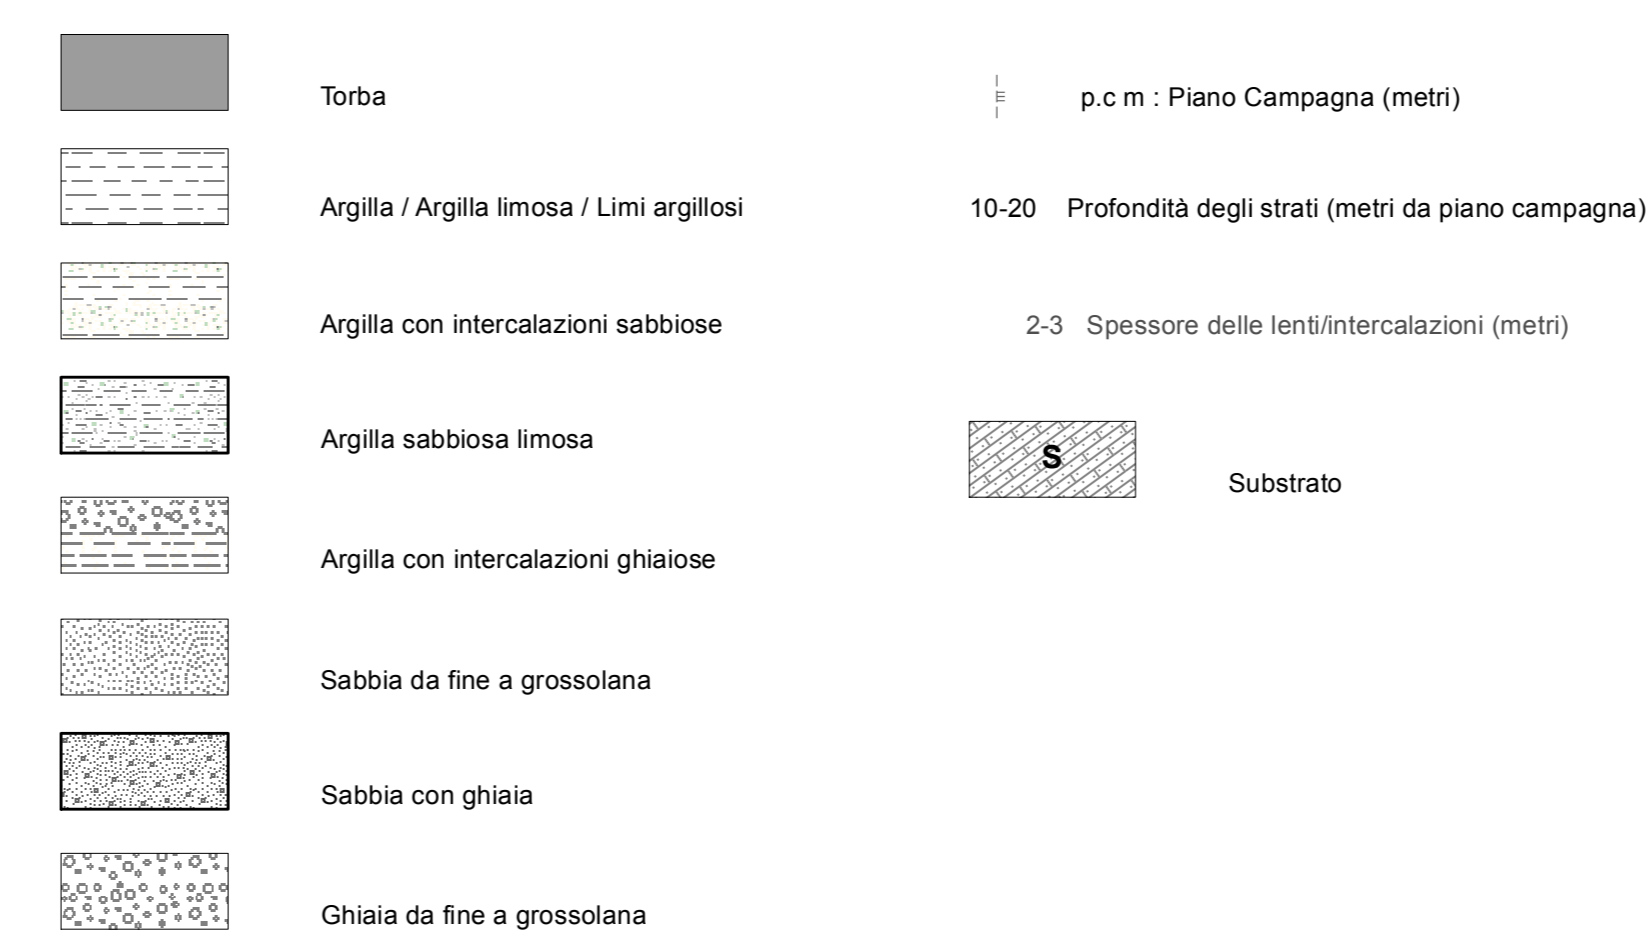 Torba
Argilla / Argilla limosa / Limi argillosi
Argilla con intercalazioni sabbiose
Argilla sabbiosa limosa
Argilla con intercalazioni ghiaiose
Sabbia da fine a grossolana
Sabbia con ghiaia
Ghiaia da fine a grossolana
m
p.c m : Piano Campagna (metri)
10-20 Profondità degli strati (metri da piano campagna)
2-3 Spessore delle lenti/intercalazioni (metri)
S
Substrato